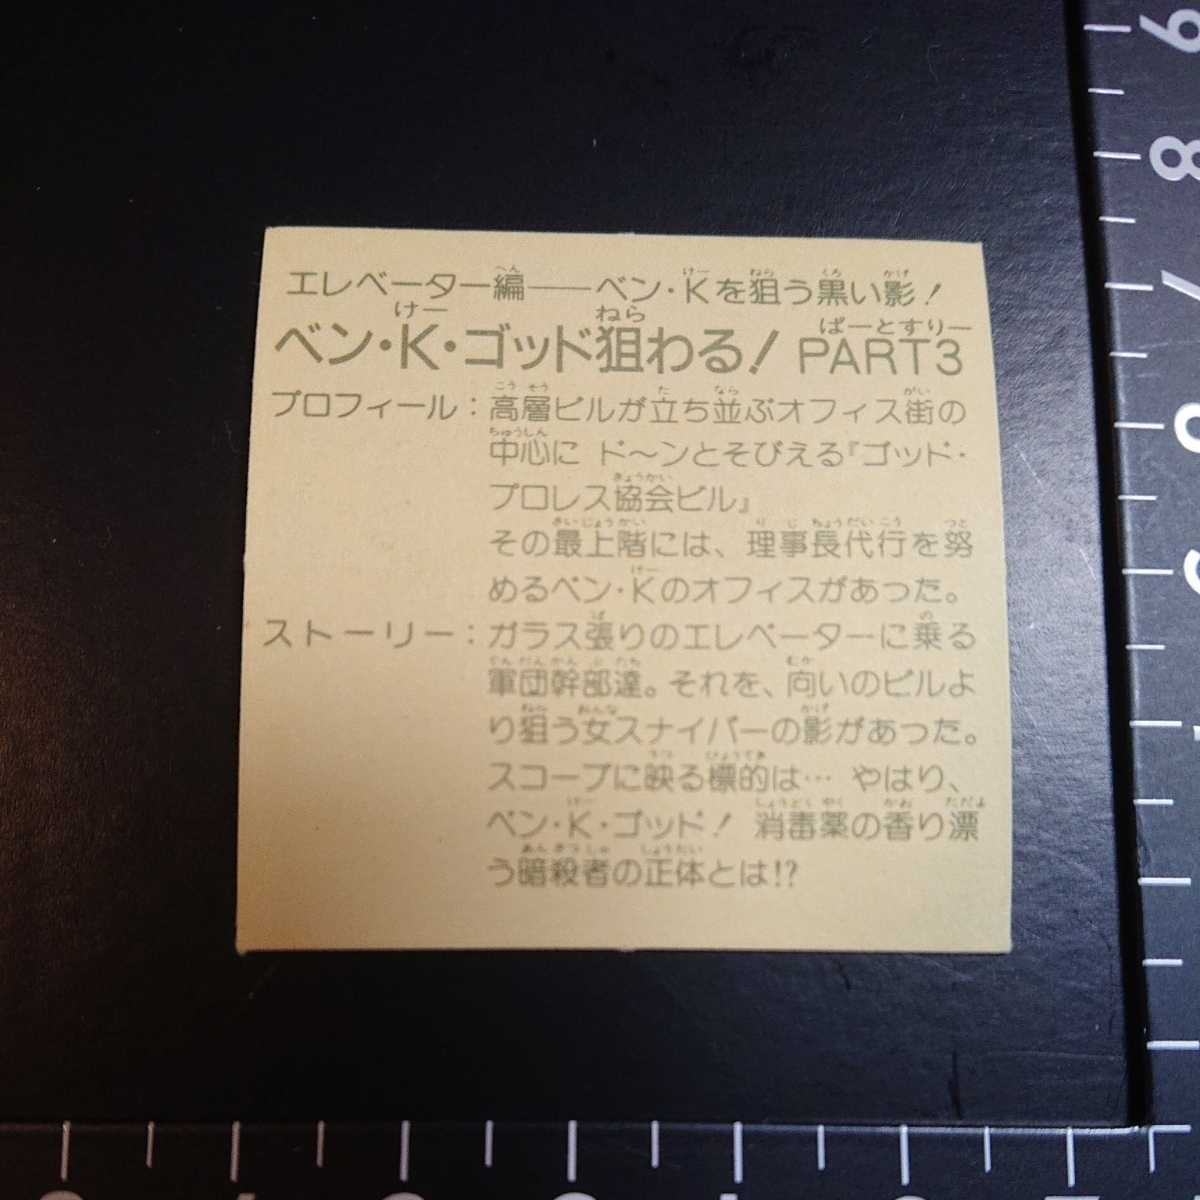 エレベーター編――ベン・Kを狙う黒い影!
ベン・K・ゴッド狙わる! PART3
プロフィール:高層ビルが立ち並ぶオフィス街の
中心に ド〜ンとそびえる『ゴッド・
プロレス協会ビル』
その最上階には、理事長代行を努
めるベン・Kのオフィスがあった。
ストーリー:ガラス張りのエレベーターに乗る
軍団幹部達。それを、向いのビルよ
り狙う女スナイパーの影があった。
スコープに映る標的は… やはり、
ベン・K・ゴッド! 消毒薬の香り漂
う暗殺者の正体とは!?
9
8
7